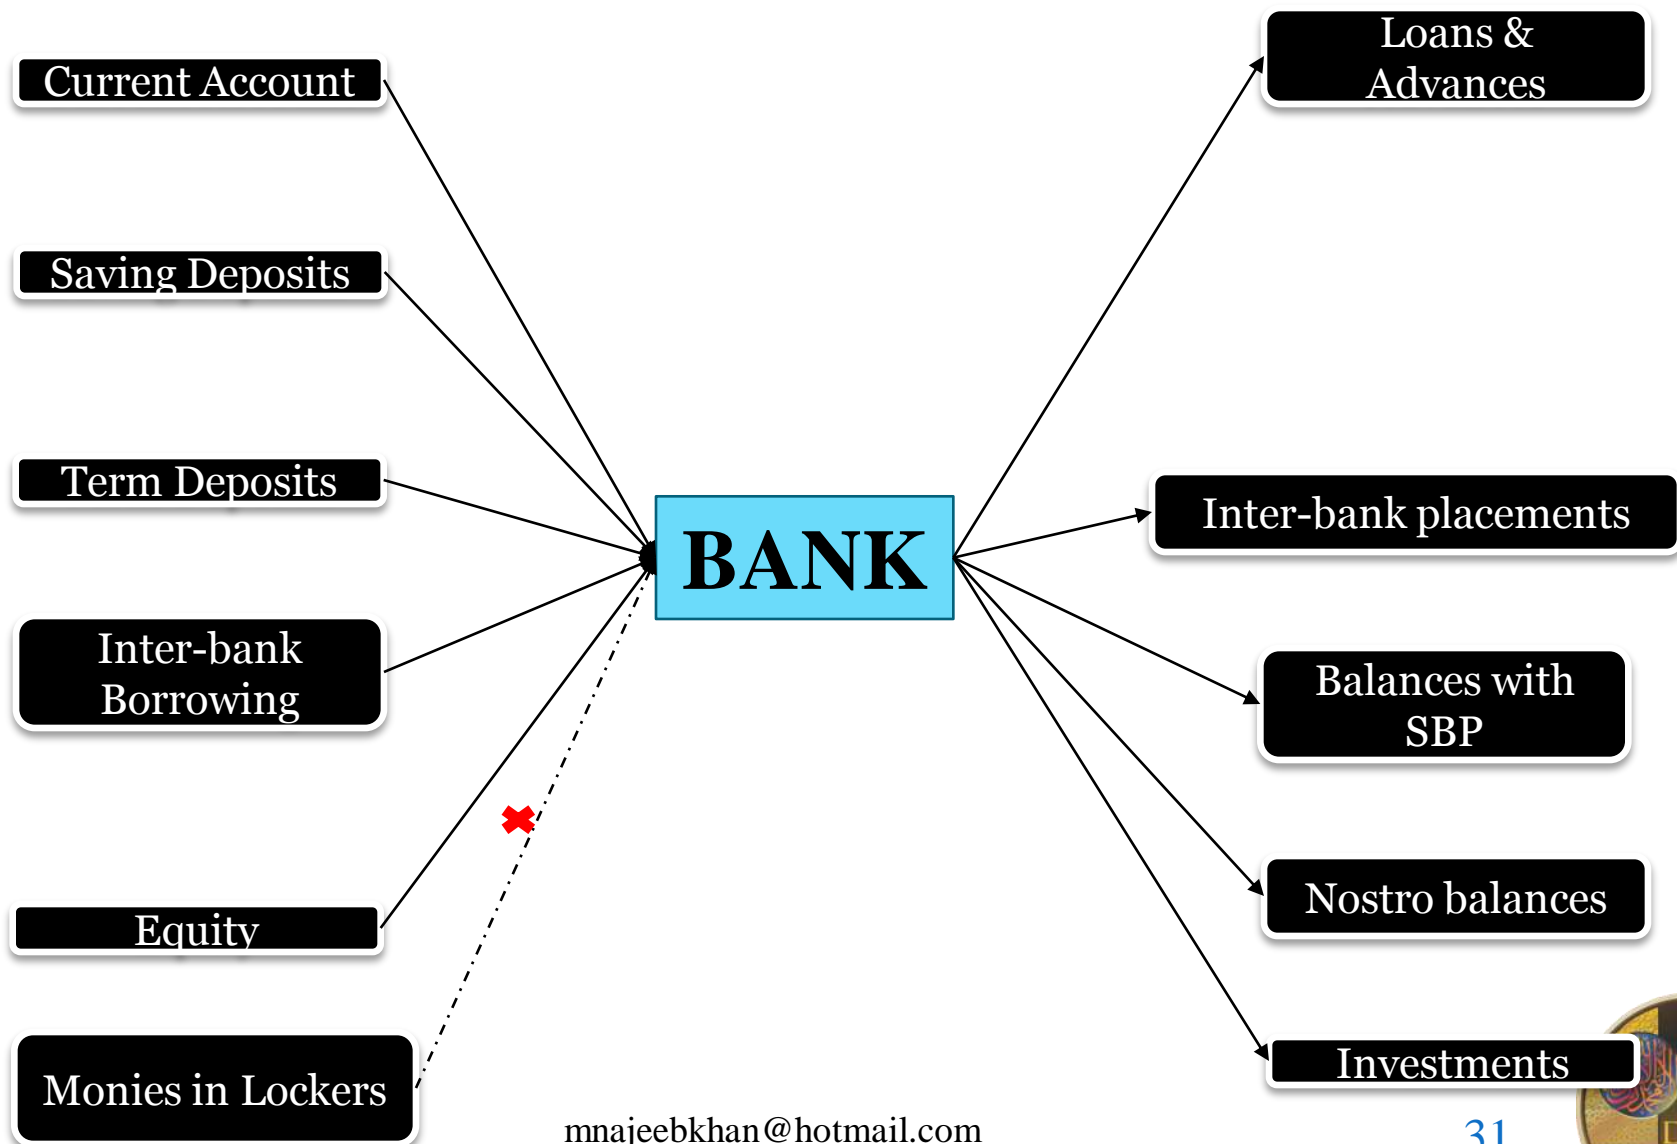 Current Account
Saving Deposits
Term Deposits
Inter-bank
Borrowing
Equity
Monies in Lockers
BANK
Loans &
Advances
Inter-bank placements
Balances with
SBP
Nostro balances
Investments
mnajeebkhan@hotmail.com
31